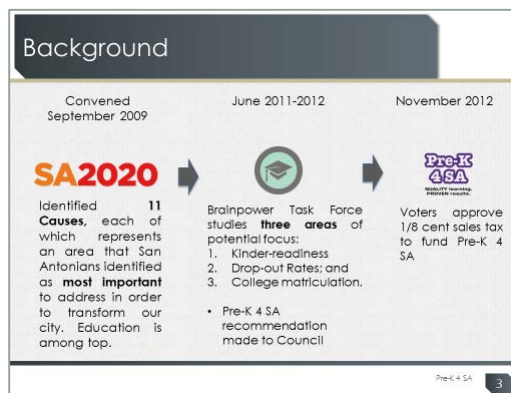 Background
Convened
September 2009
SA2020
Identified 11
Causes, each of
which represents
an area that San
Antonians identified
as most important
to address in order
to transform our
city. Education is
among top.
June 2011-2012
Brainpower Task Force
studies three areas of
potential focus:
1. Kinder-readiness
2. Drop-out Rates; and
3. College matriculation.
• Pre-K 4 SA
recommendation
made to Council
November 2012
Pre-K
4 SA
QUALITY learning.
PROVEN results.
Voters approve
1/8 cent sales tax
to fund Pre-K 4
SA
Pre-K 4 SA
3